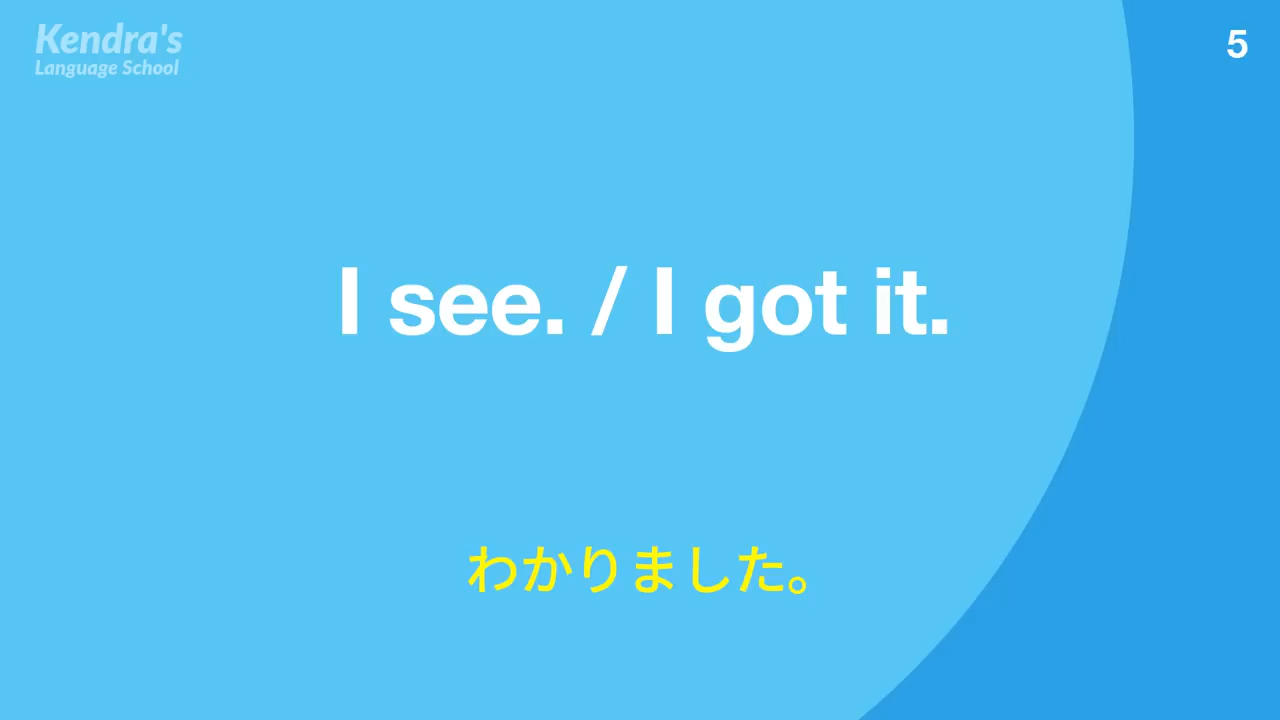 Kendra's
Language School
5
I see. / I got it.
わかりました。